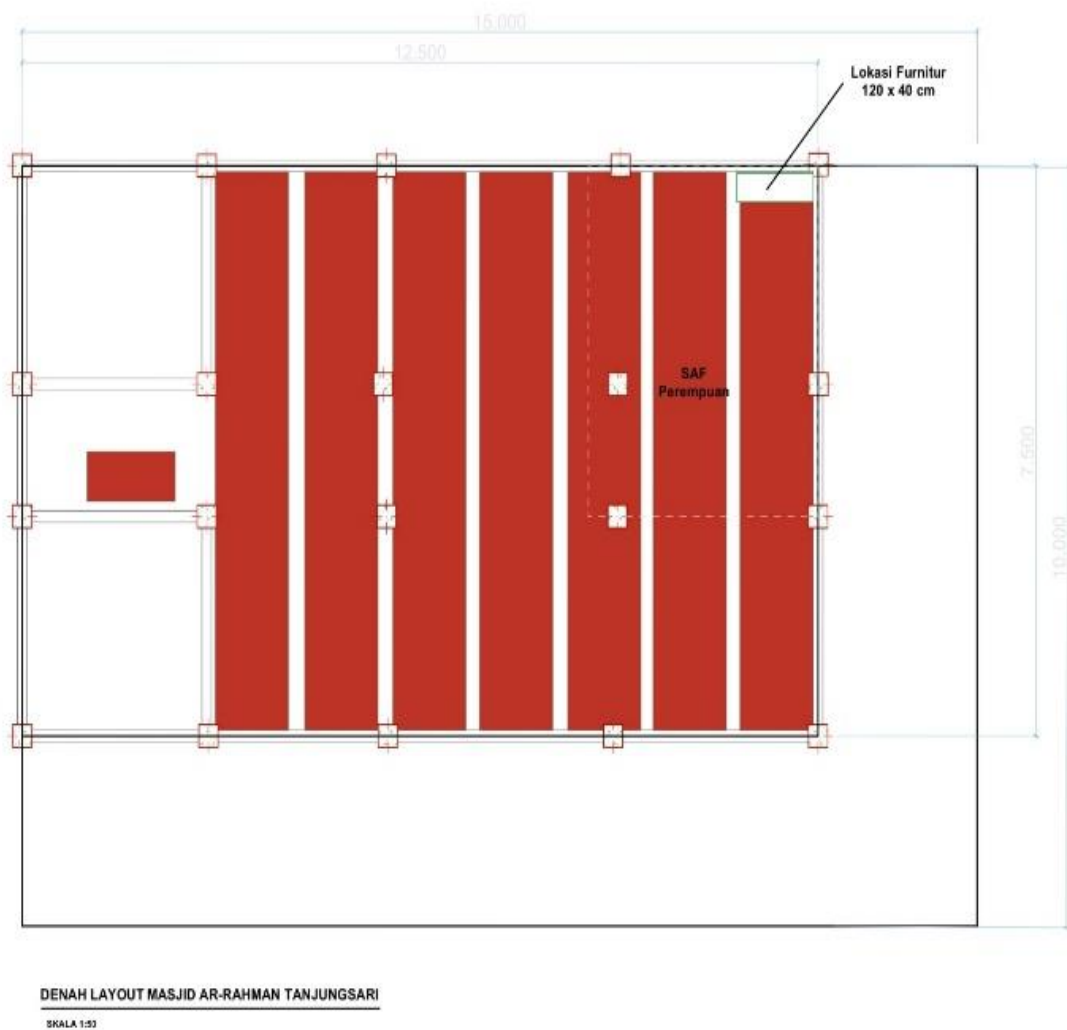 15.000
12.500
Lokasi Furnitur
120 x 40 cm
SAF
Perempuan
7.500
10.000
DENAH LAYOUT MASJID AR-RAHMAN TANJUNGSARI
SKALA 1:50